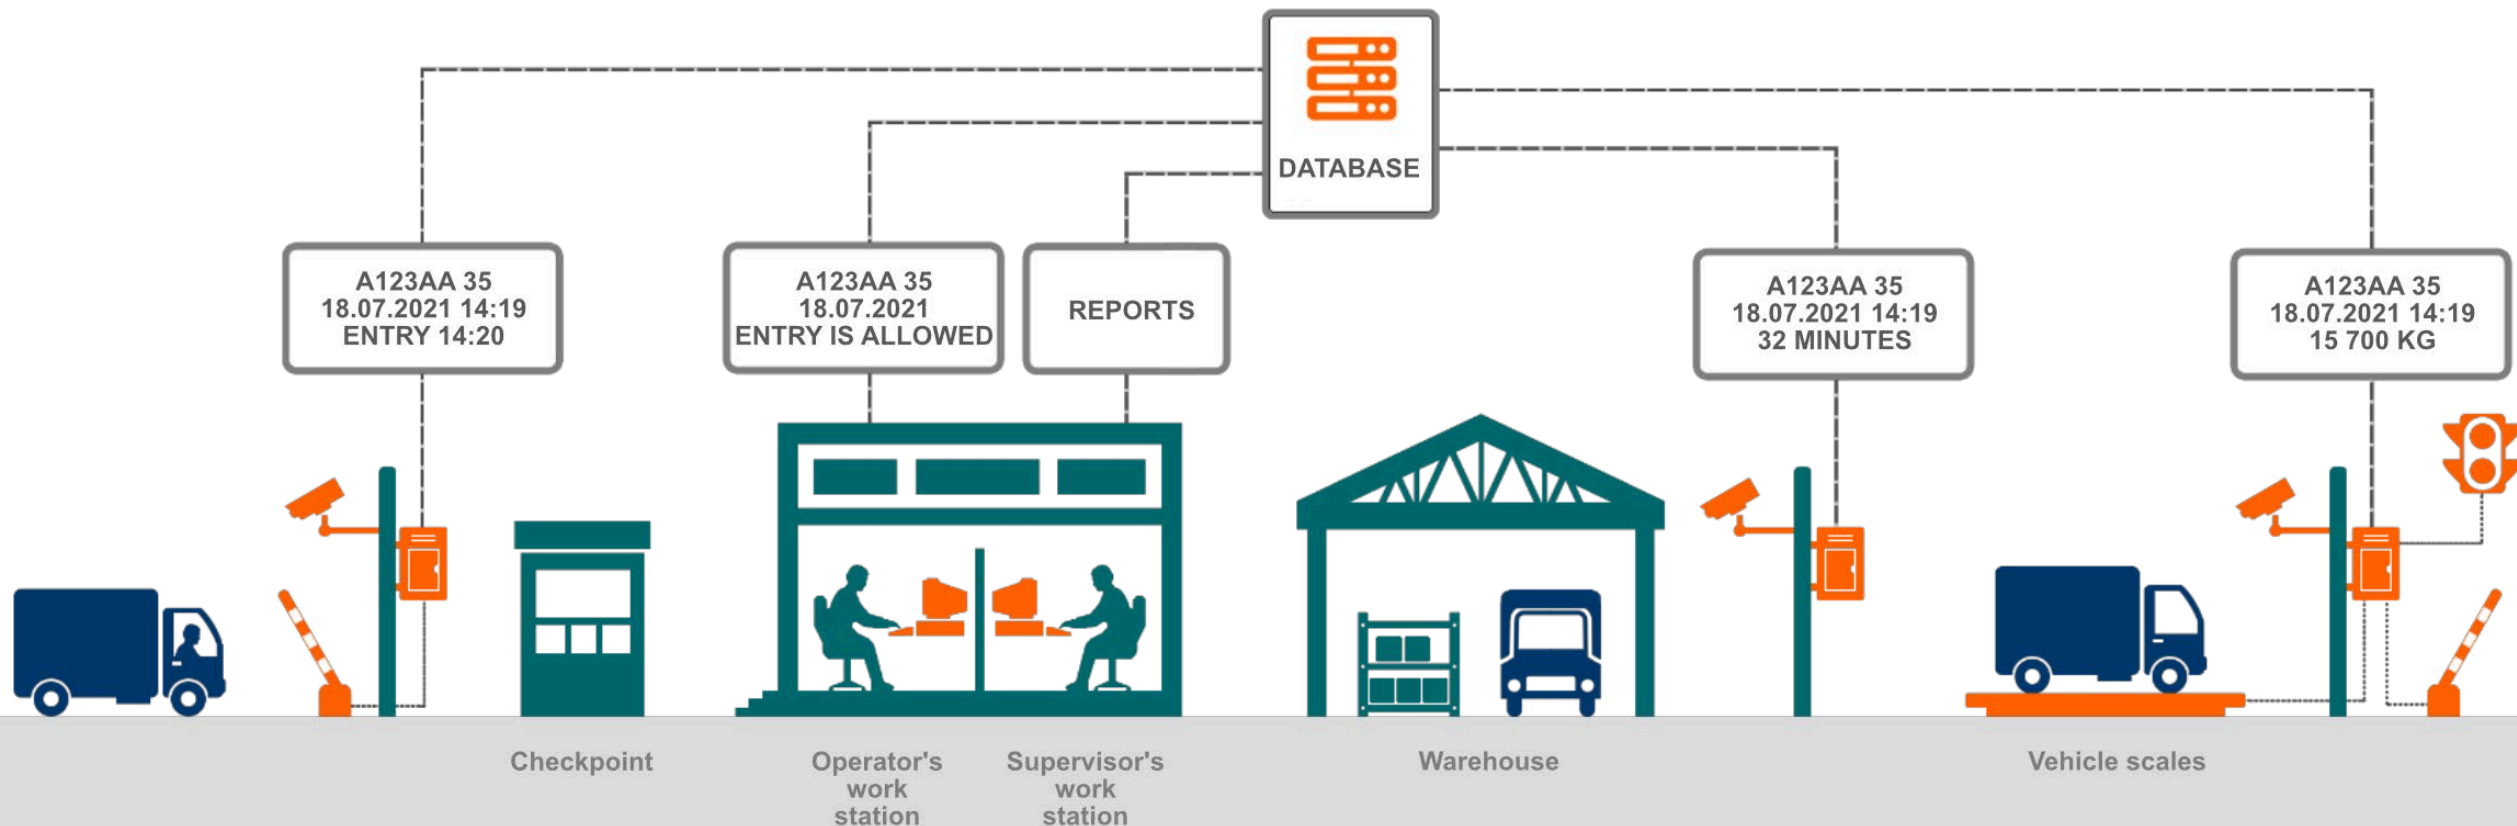 DATABASE
A123AA 35
18.07.2021 14:19
ENTRY 14:20
A123AA 35
18.07.2021
ENTRY IS ALLOWED
REPORTS
A123AA 35
18.07.2021 14:19
32 MINUTES
A123AA 35
18.07.2021 14:19
15 700 KG
Checkpoint
Operator's
work
station
Supervisor's
work
station
Warehouse
Vehicle scales